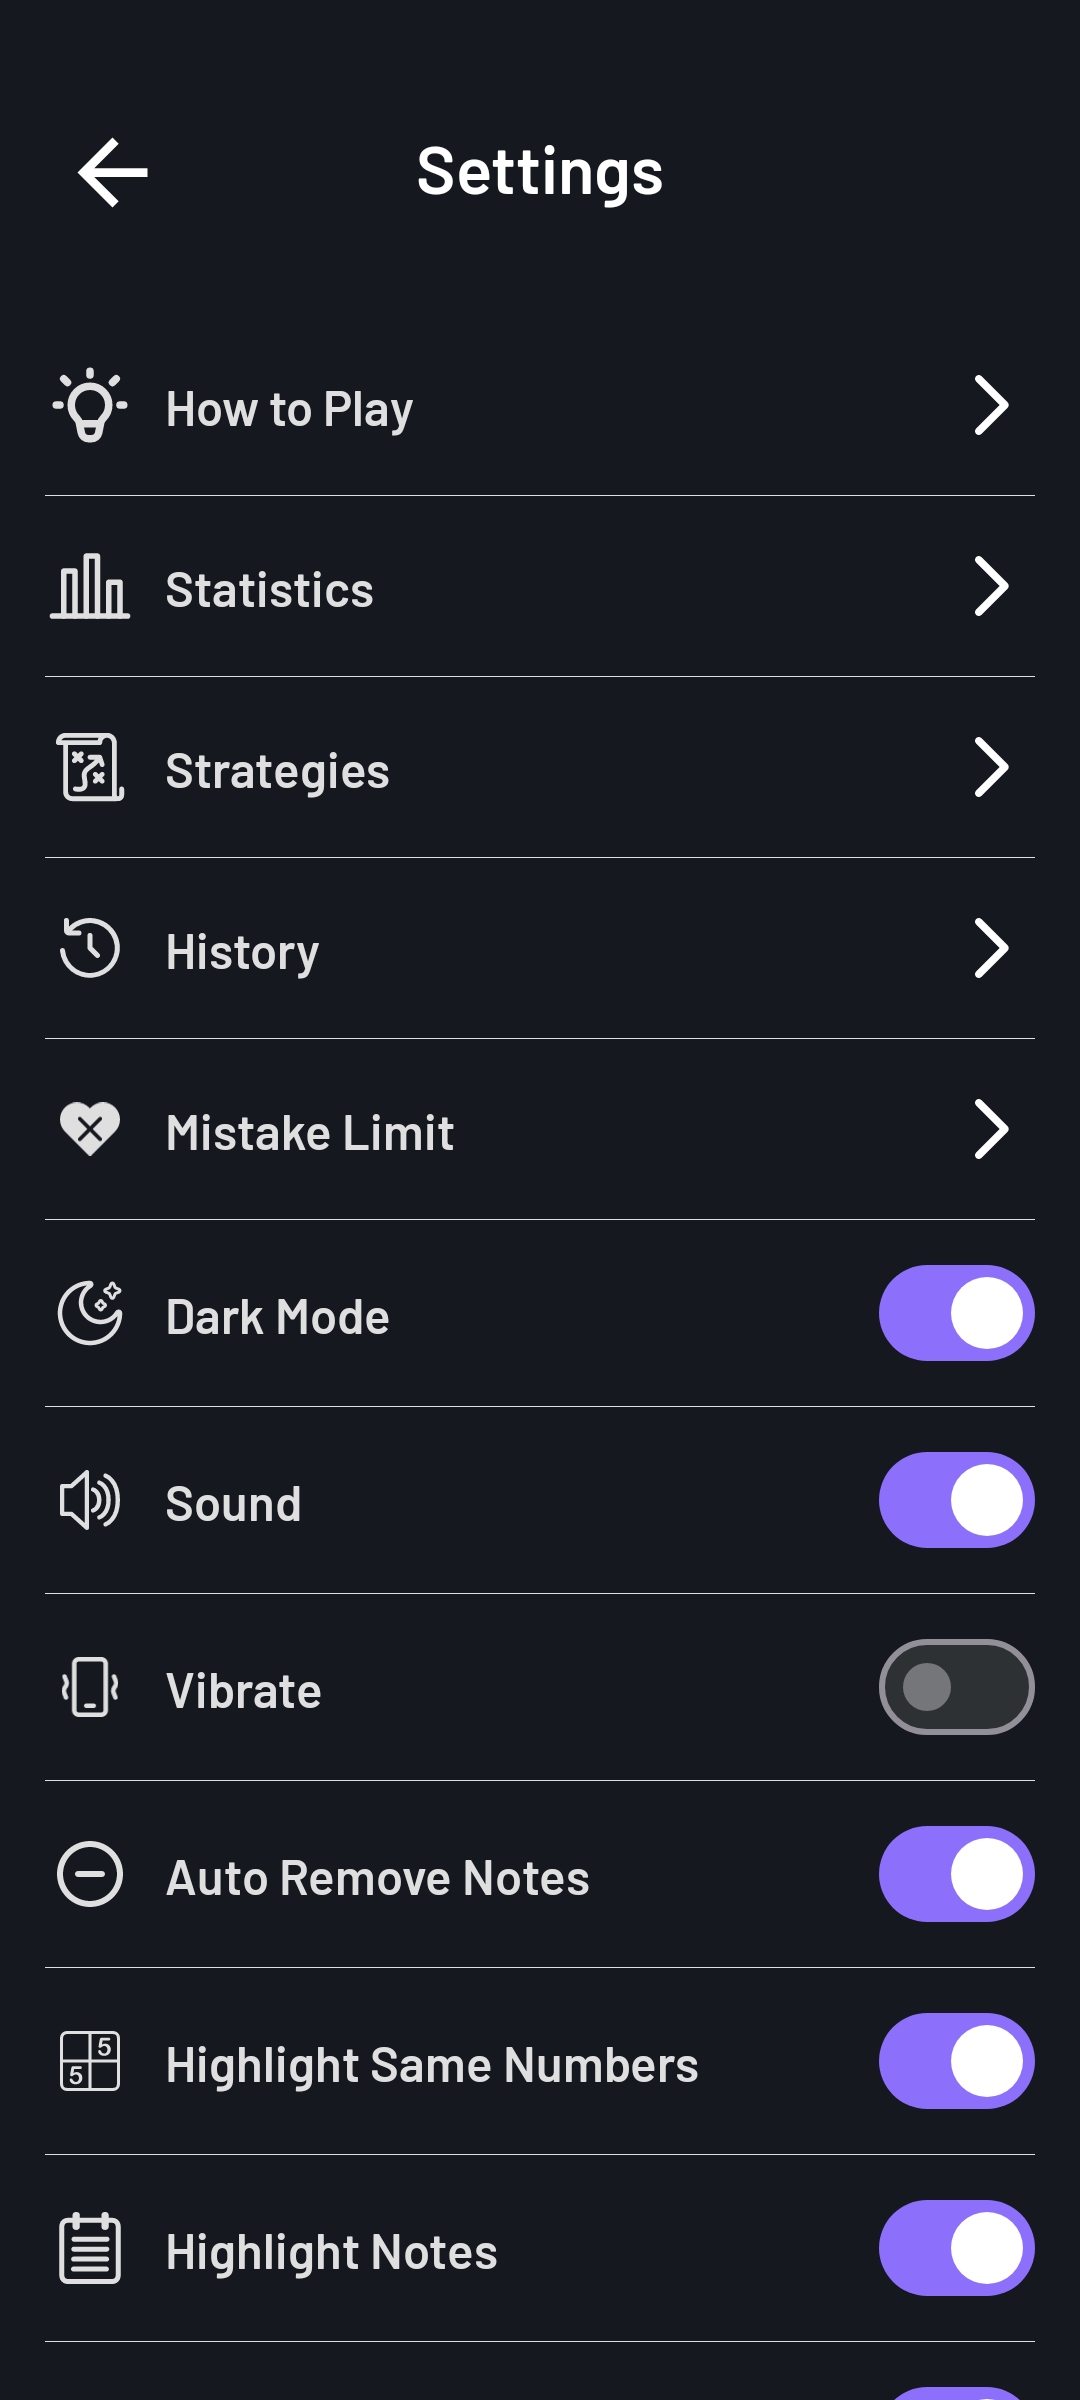 Settings
How to Play
Statistics
Strategies
History
Mistake Limit
Dark Mode
Sound
Vibrate
Auto Remove Notes
5
5
Highlight Same Numbers
Highlight Notes